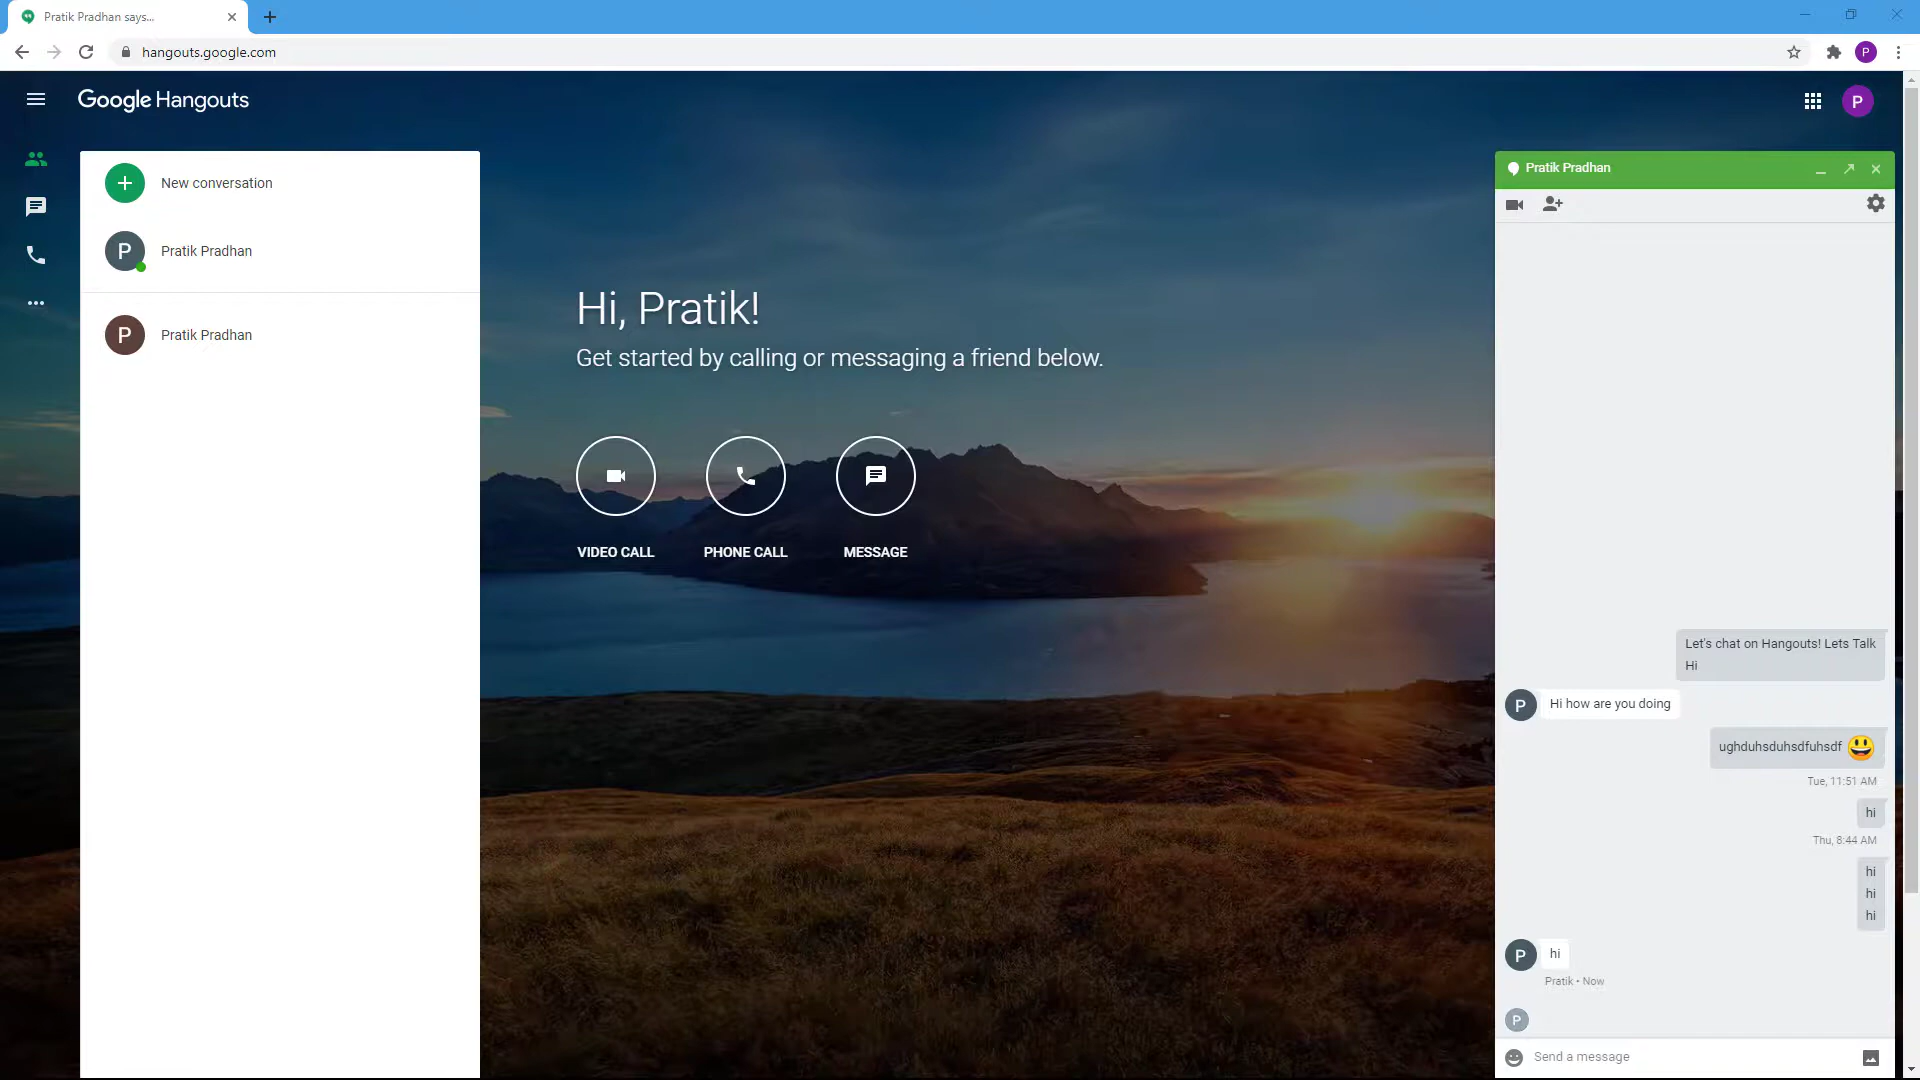 Pratik Pradhan says...
hangouts.google.com
P
Google Hangouts
P
New conversation
P Pratik Pradhan
P Pratik Pradhan
Hi, Pratik!
Get started by calling or messaging a friend below.
VIDEO CALL PHONE CALL MESSAGE
Pratik Pradhan
Let's chat on Hangouts! Lets Talk
Hi
P Hi how are you doing
ughduhsduhsdfuhsdf
Tue, 11:51 AM
hi
Thu, 8:44 AM
hi
hi
hi
P hi
Pratik • Now
P
Send a message